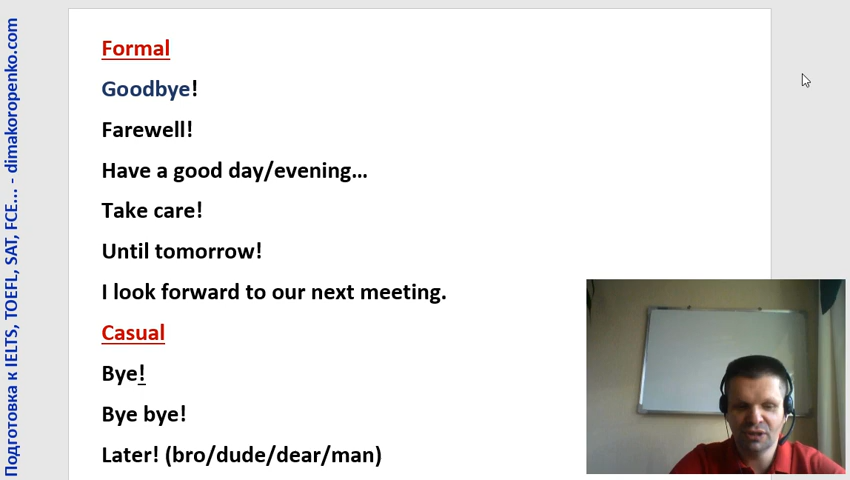 Подготовка к IELTS, TOEFL, SAT, FCE... - dimakoropenko.com
Formal
Goodbye!
Farewell!
Have a good day/evening…
Take care!
Until tomorrow!
I look forward to our next meeting.
Casual
Bye!
Bye bye!
Later! (bro/dude/dear/man)